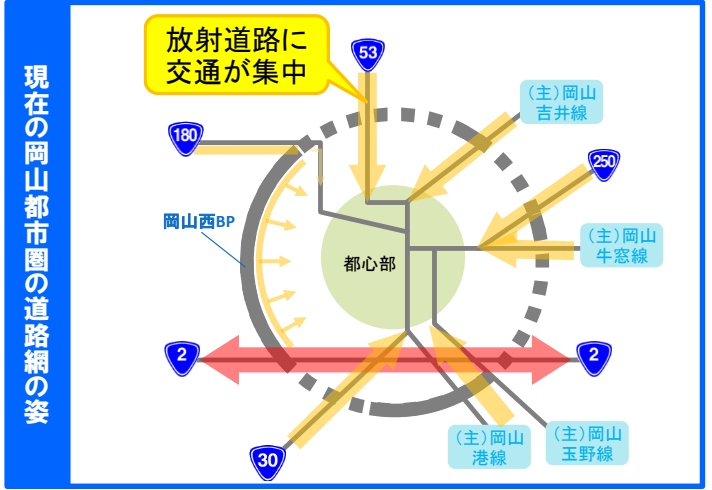 現在の岡山都市圏の道路網の姿
放射道路に
交通が集中
53
(主)岡山
吉井線
180
250
岡山西BP
(主)岡山
牛窓線
都心部
2
2
(主)岡山
港線
(主)岡山
玉野線
30